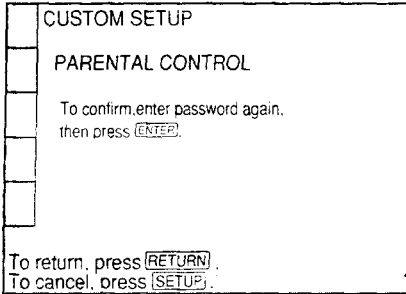 CUSTOM SETUP
PARENTAL CONTROL
To confirm,enter password again,
then press ENTER.
To return, press RETURN.
To cancel, press SETUP.